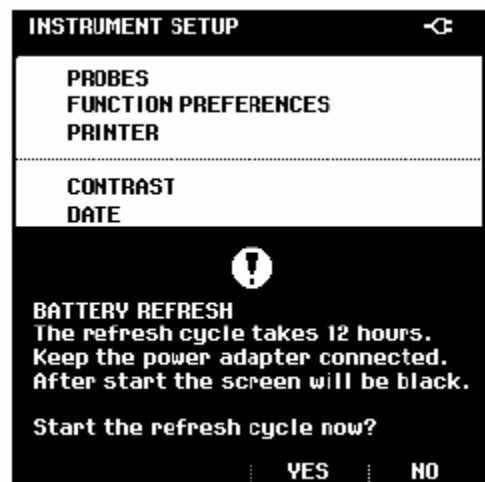 INSTRUMENT SETUP
PROBES
FUNCTION PREFERENCES
PRINTER
CONTRAST
DATE
BATTERY REFRESH
The refresh cycle takes 12 hours.
Keep the power adapter connected.
After start the screen will be black.
Start the refresh cycle now?
YES NO